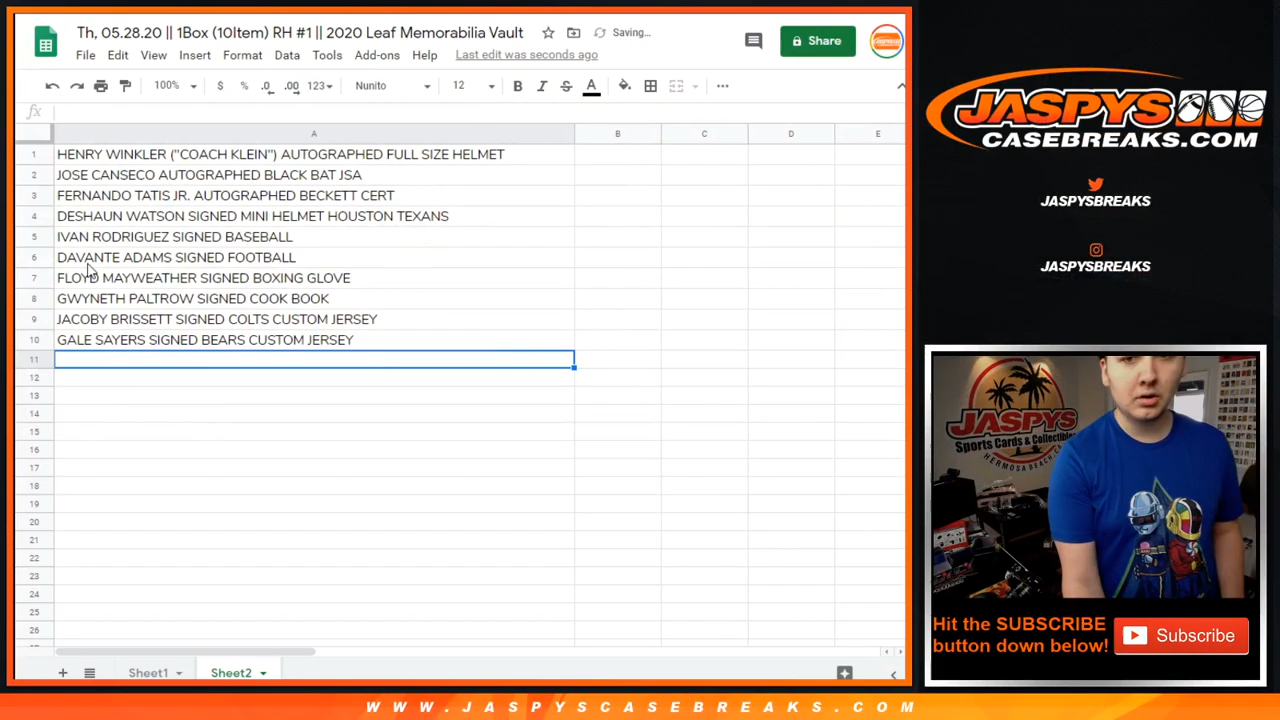 Th, 05.28.20 || 1Box (10Item) RH #1 || 2020 Leaf Memorabilia Vault
Saving...
File Edit View Insert Format Data Tools Add-ons Help Last edit was seconds ago
Share
100% $ % .0 .00 123 Nunito 12 B I S A
fx
A B C D E
1 HENRY WINKLER ("COACH KLEIN") AUTOGRAPHED FULL SIZE HELMET
2 JOSE CANSECO AUTOGRAPHED BLACK BAT JSA
3 FERNANDO TATIS JR. AUTOGRAPHED BECKETT CERT
4 DESHAUN WATSON SIGNED MINI HELMET HOUSTON TEXANS
5 IVAN RODRIGUEZ SIGNED BASEBALL
6 DAVANTE ADAMS SIGNED FOOTBALL
7 FLOYD MAYWEATHER SIGNED BOXING GLOVE
8 GWYNETH PALTROW SIGNED COOK BOOK
9 JACOBY BRISSETT SIGNED COLTS CUSTOM JERSEY
10 GALE SAYERS SIGNED BEARS CUSTOM JERSEY
11
12
13
14
15
16
17
18
19
20
21
22
23
24
25
26
Sheet1 Sheet2
JASPYS
CASEBREAKS.COM
JASPYSBREAKS
JASPYSBREAKS
JASPYS
Sports Cards & Collectibles
HERMOSA BEACH, CA
Hit the SUBSCRIBE
button down below!
Subscribe
WWW.JASPYSCASEBREAKS.COM